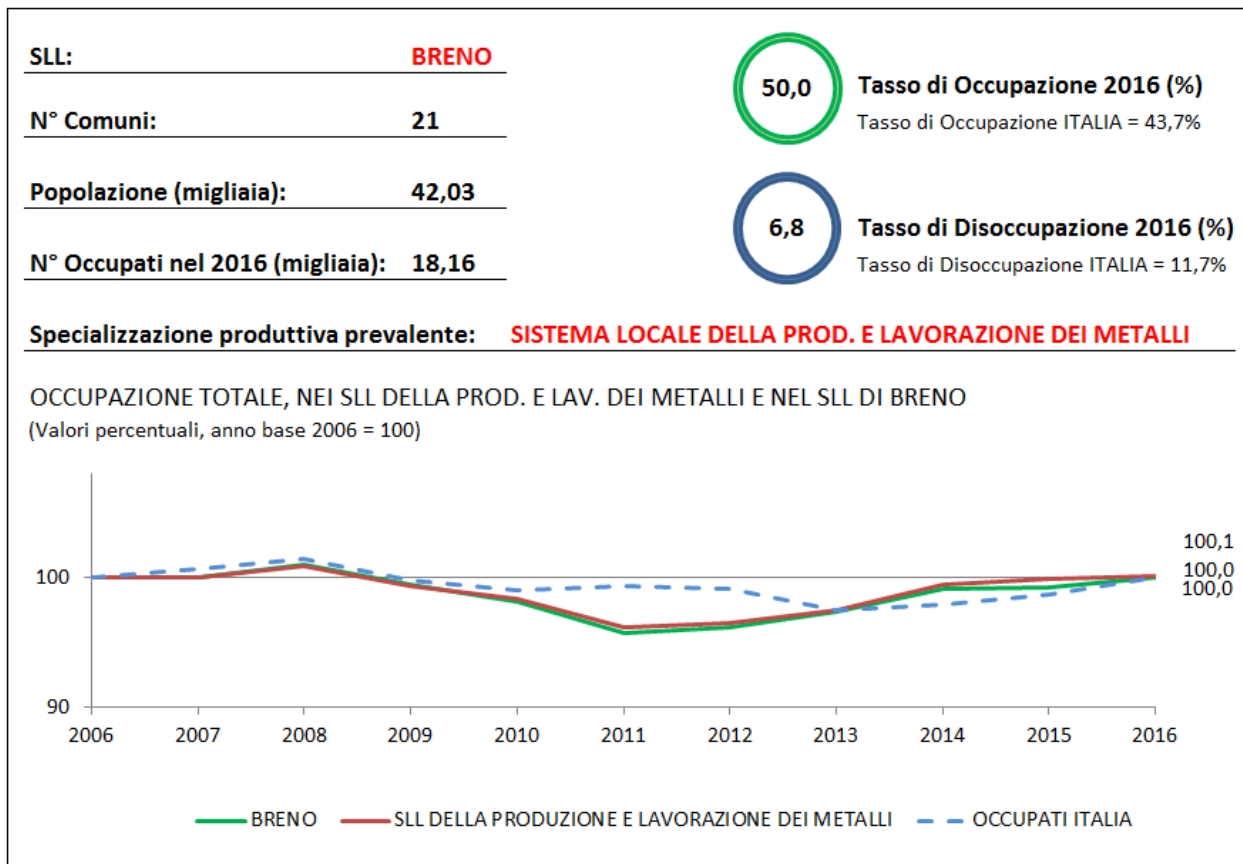 SLL: BRENO
N° Comuni: 21
Popolazione (migliaia): 42,03
N° Occupati nel 2016 (migliaia): 18,16
50,0 Tasso di Occupazione 2016 (%)
Tasso di Occupazione ITALIA = 43,7%
6,8 Tasso di Disoccupazione 2016 (%)
Tasso di Disoccupazione ITALIA = 11,7%
Specializzazione produttiva prevalente: SISTEMA LOCALE DELLA PROD. E LAVORAZIONE DEI METALLI
OCCUPAZIONE TOTALE, NEI SLL DELLA PROD. E LAV. DEI METALLI E NEL SLL DI BRENO
(Valori percentuali, anno base 2006 = 100)
100,1
100,0
100,0
100
90
2006 2007 2008 2009 2010 2011 2012 2013 2014 2015 2016
BRENO SLL DELLA PRODUZIONE E LAVORAZIONE DEI METALLI OCCUPATI ITALIA